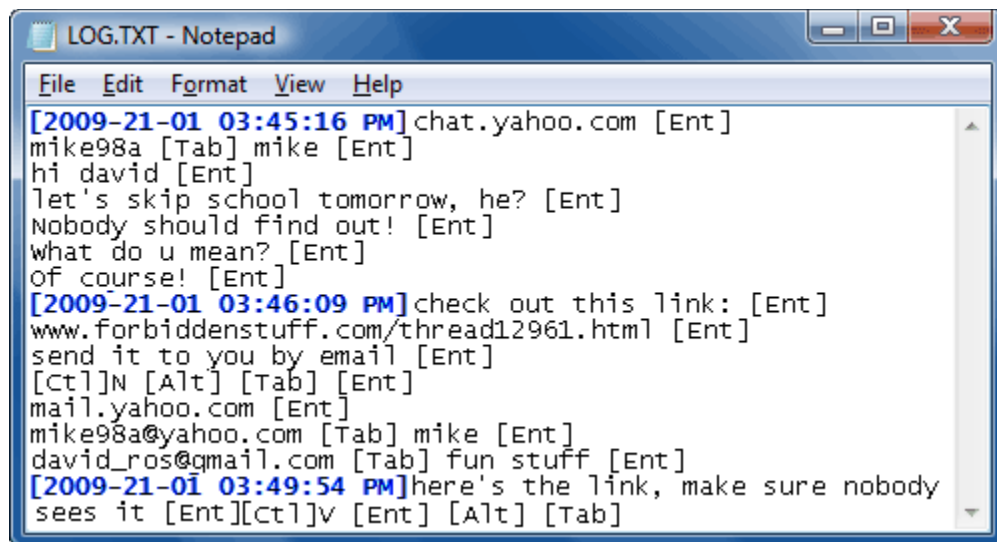 LOG.TXT - Notepad
File Edit Format View Help
[2009-21-01 03:45:16 PM]chat.yahoo.com [Ent]
mike98a [Tab] mike [Ent]
hi david [Ent]
let's skip school tomorrow, he? [Ent]
Nobody should find out! [Ent]
What do u mean? [Ent]
Of course! [Ent]
[2009-21-01 03:46:09 PM]check out this link: [Ent]
www.forbiddenstuff.com/thread12961.html [Ent]
send it to you by email [Ent]
[Ctl]N [Alt] [Tab] [Ent]
mail.yahoo.com [Ent]
mike98a@yahoo.com [Tab] mike [Ent]
david_ros@qmail.com [Tab] fun stuff [Ent]
[2009-21-01 03:49:54 PM]here's the link, make sure nobody
sees it [Ent][Ctl]V [Ent] [Alt] [Tab]